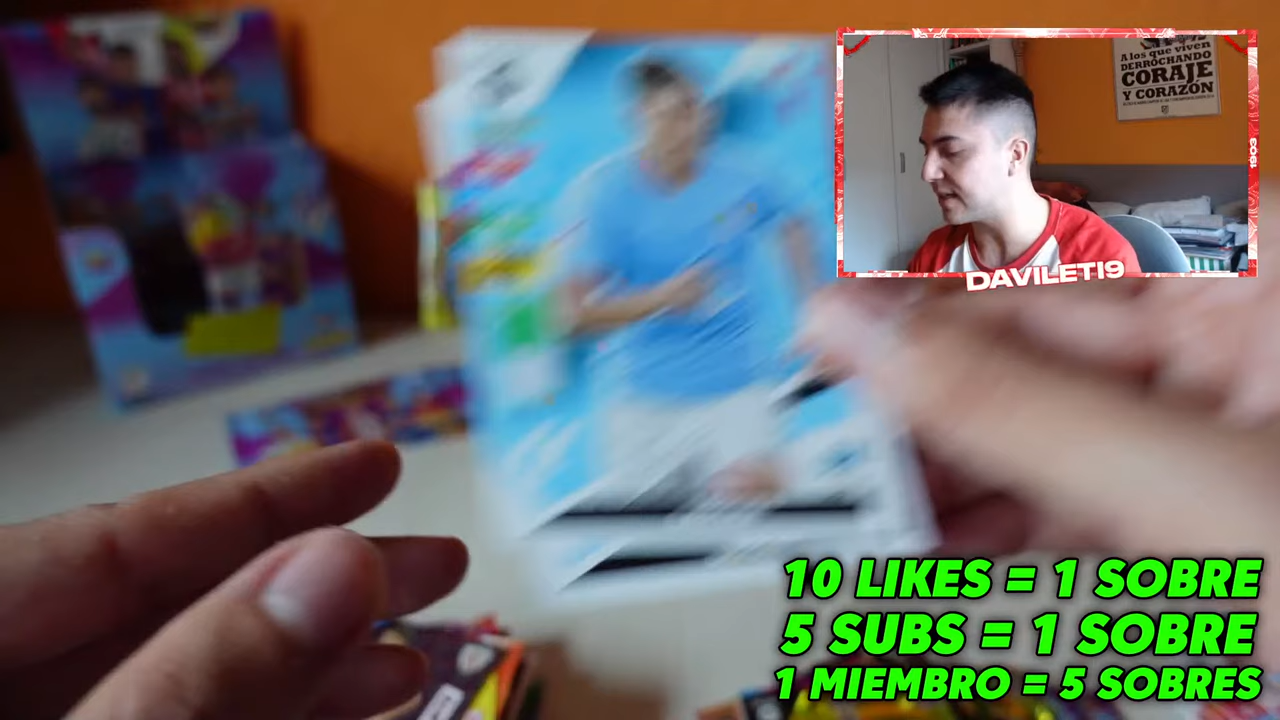 A los que viven
DERROCHANDO
CORAJE
Y CORAZÓN
1903
DAVILETI9
10 LIKES = 1 SOBRE
5 SUBS = 1 SOBRE
1 MIEMBRO = 5 SOBRES